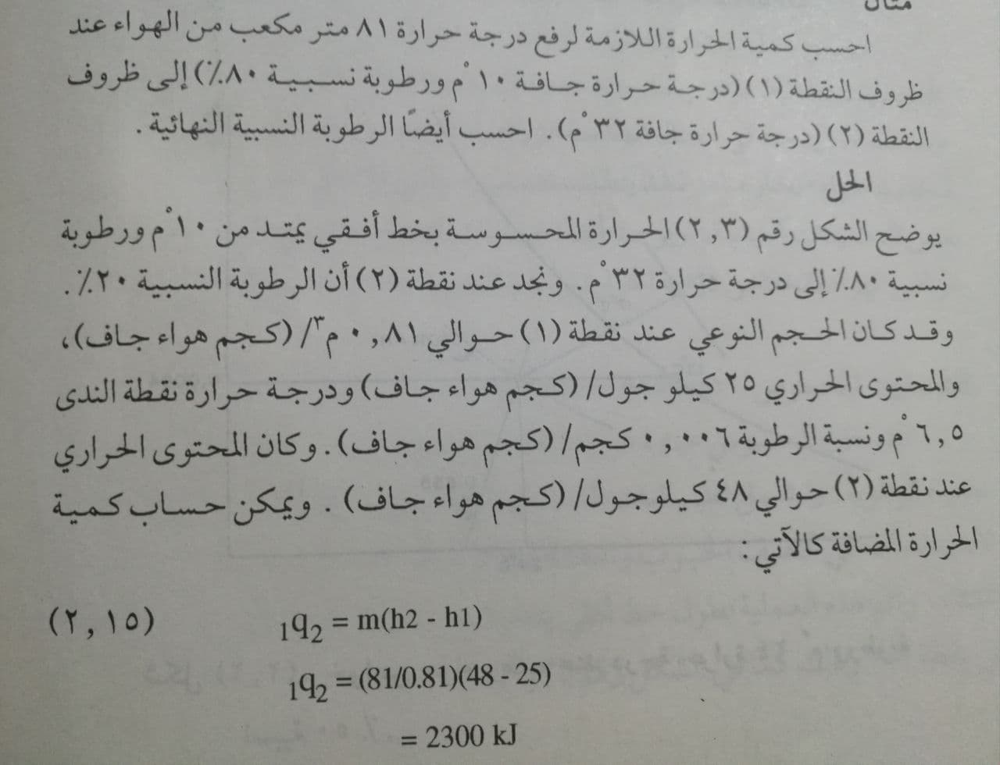 مثال
احسب كمية الحرارة اللازمة لرفع درجة حرارة ٨١ متر مكعب من الهواء عند
ظروف النقطة (١) (درجة حرارة جافة ١٠°م ورطوبة نسبية ٨٠٪) إلى ظروف
النقطة (٢) (درجة حرارة جافة ٣٢°م). احسب أيضًا الرطوبة النسبية النهائية.
الحل
يوضح الشكل رقم (٢,٣) الحرارة المحسوسة بخط أفقي يمتد من ١٠°م ورطوبة
نسبية ٨٠٪ إلى درجة حرارة ٣٢°م. ونجد عند نقطة (٢) أن الرطوبة النسبية ٢٠٪.
وقد كان الحجم النوعي عند نقطة (١) حوالي ٠,٨١ م٣/ (كجم هواء جاف)،
والمحتوى الحراري ٢٥ كيلو جول/ (كجم هواء جاف) ودرجة حرارة نقطة الندى
٦,٥°م ونسبة الرطوبة ٠,٠٠٦ كجم/ (كجم هواء جاف). وكان المحتوى الحراري
عند نقطة (٢) حوالي ٤٨ كيلو جول/ (كجم هواء جاف). ويمكن حساب كمية
الحرارة المضافة كالآتي:
(٢,١٥) ₁q₂ = m(h2 - h1)
₁q₂ = (81/0.81)(48 - 25)
= 2300 kJ